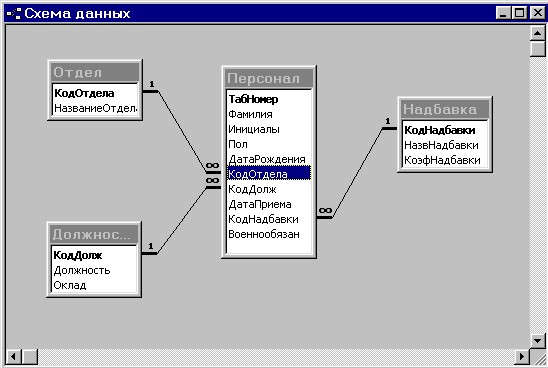 Схема данных
Отдел
КодОтдела
НазваниеОтдела
1
Персонал
ТабНомер
Фамилия
Инициалы
Пол
ДатаРождения
КодОтдела
КодДолж
ДатаПриема
КодНадбавки
Военнообязан
∞
∞
∞
Надбавка
КодНадбавки
НазвНадбавки
КоэфНадбавки
1
Должнос...
КодДолж
Должность
Оклад
1